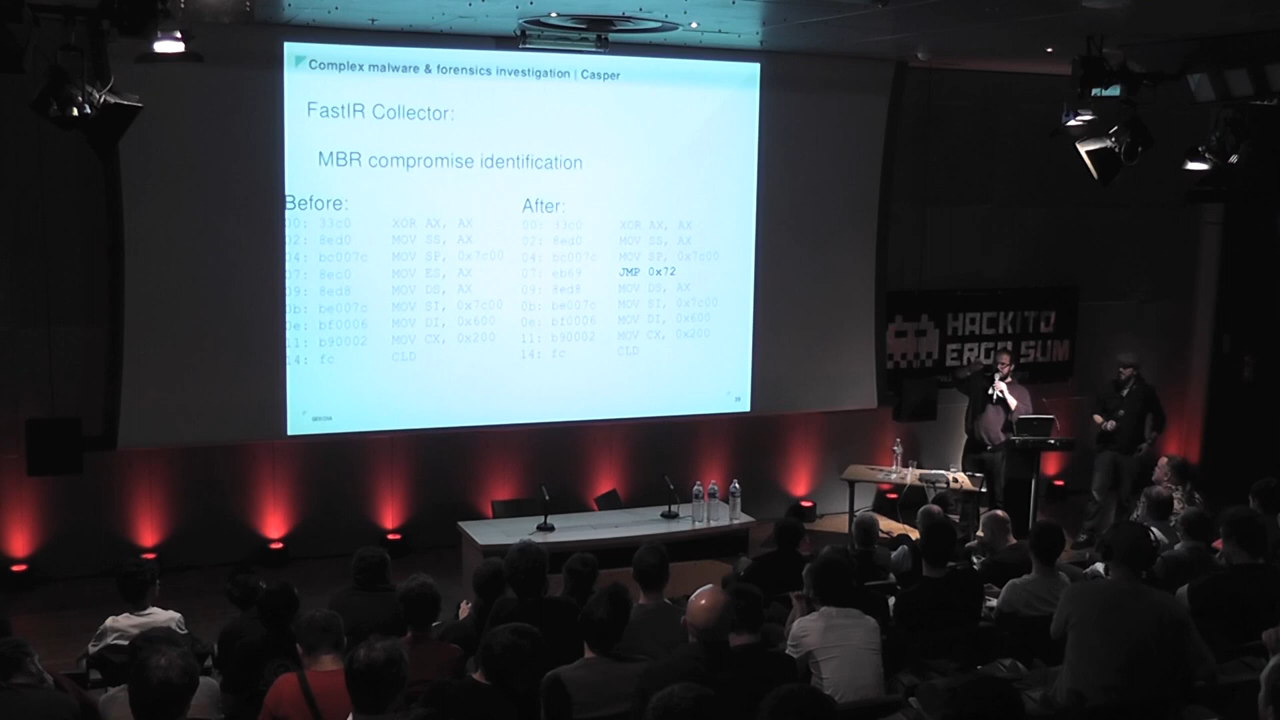 Complex malware & forensics investigation | Casper
FastIR Collector:
MBR compromise identification
Before:
00: 33c0 XOR AX, AX
02: 8ed0 MOV SS, AX
04: bc007c MOV SP, 0x7c00
07: 8ec0 MOV ES, AX
09: 8ed8 MOV DS, AX
0b: be007c MOV SI, 0x7c00
0e: bf0006 MOV DI, 0x600
11: b90002 MOV CX, 0x200
14: fc CLD
After:
00: 33c0 XOR AX, AX
02: 8ed0 MOV SS, AX
04: bc007c MOV SP, 0x7c00
07: eb69 JMP 0x72
09: 8ed8 MOV DS, AX
0b: be007c MOV SI, 0x7c00
0e: bf0006 MOV DI, 0x600
11: b90002 MOV CX, 0x200
14: fc CLD
HACKITO
ERGO SUM